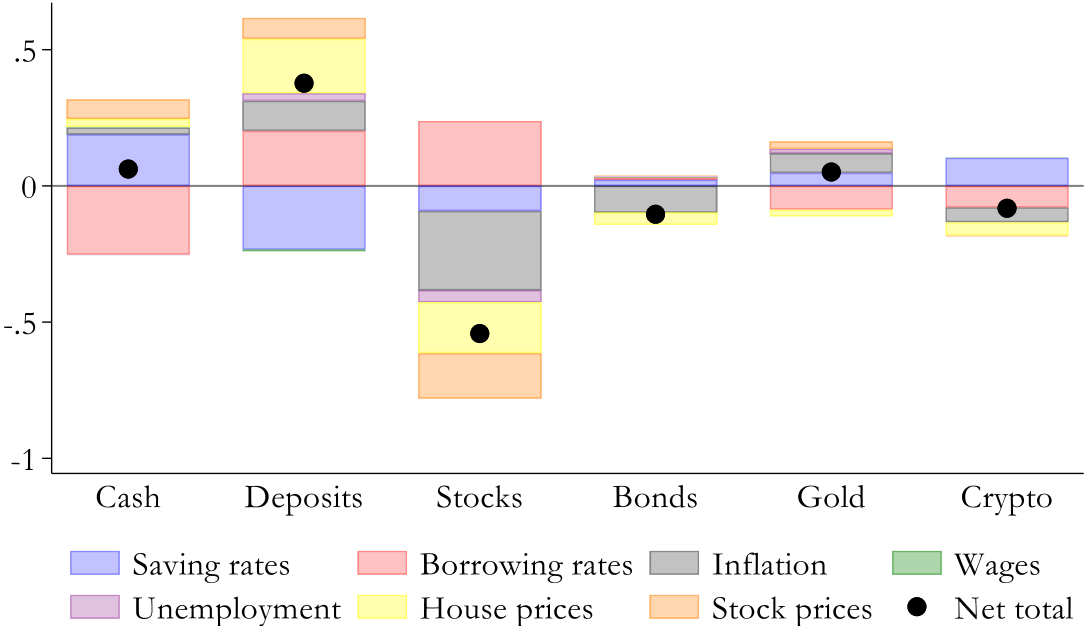 .5
0
-.5
-1
Cash Deposits Stocks Bonds Gold Crypto
Saving rates Borrowing rates Inflation Wages
Unemployment House prices Stock prices Net total